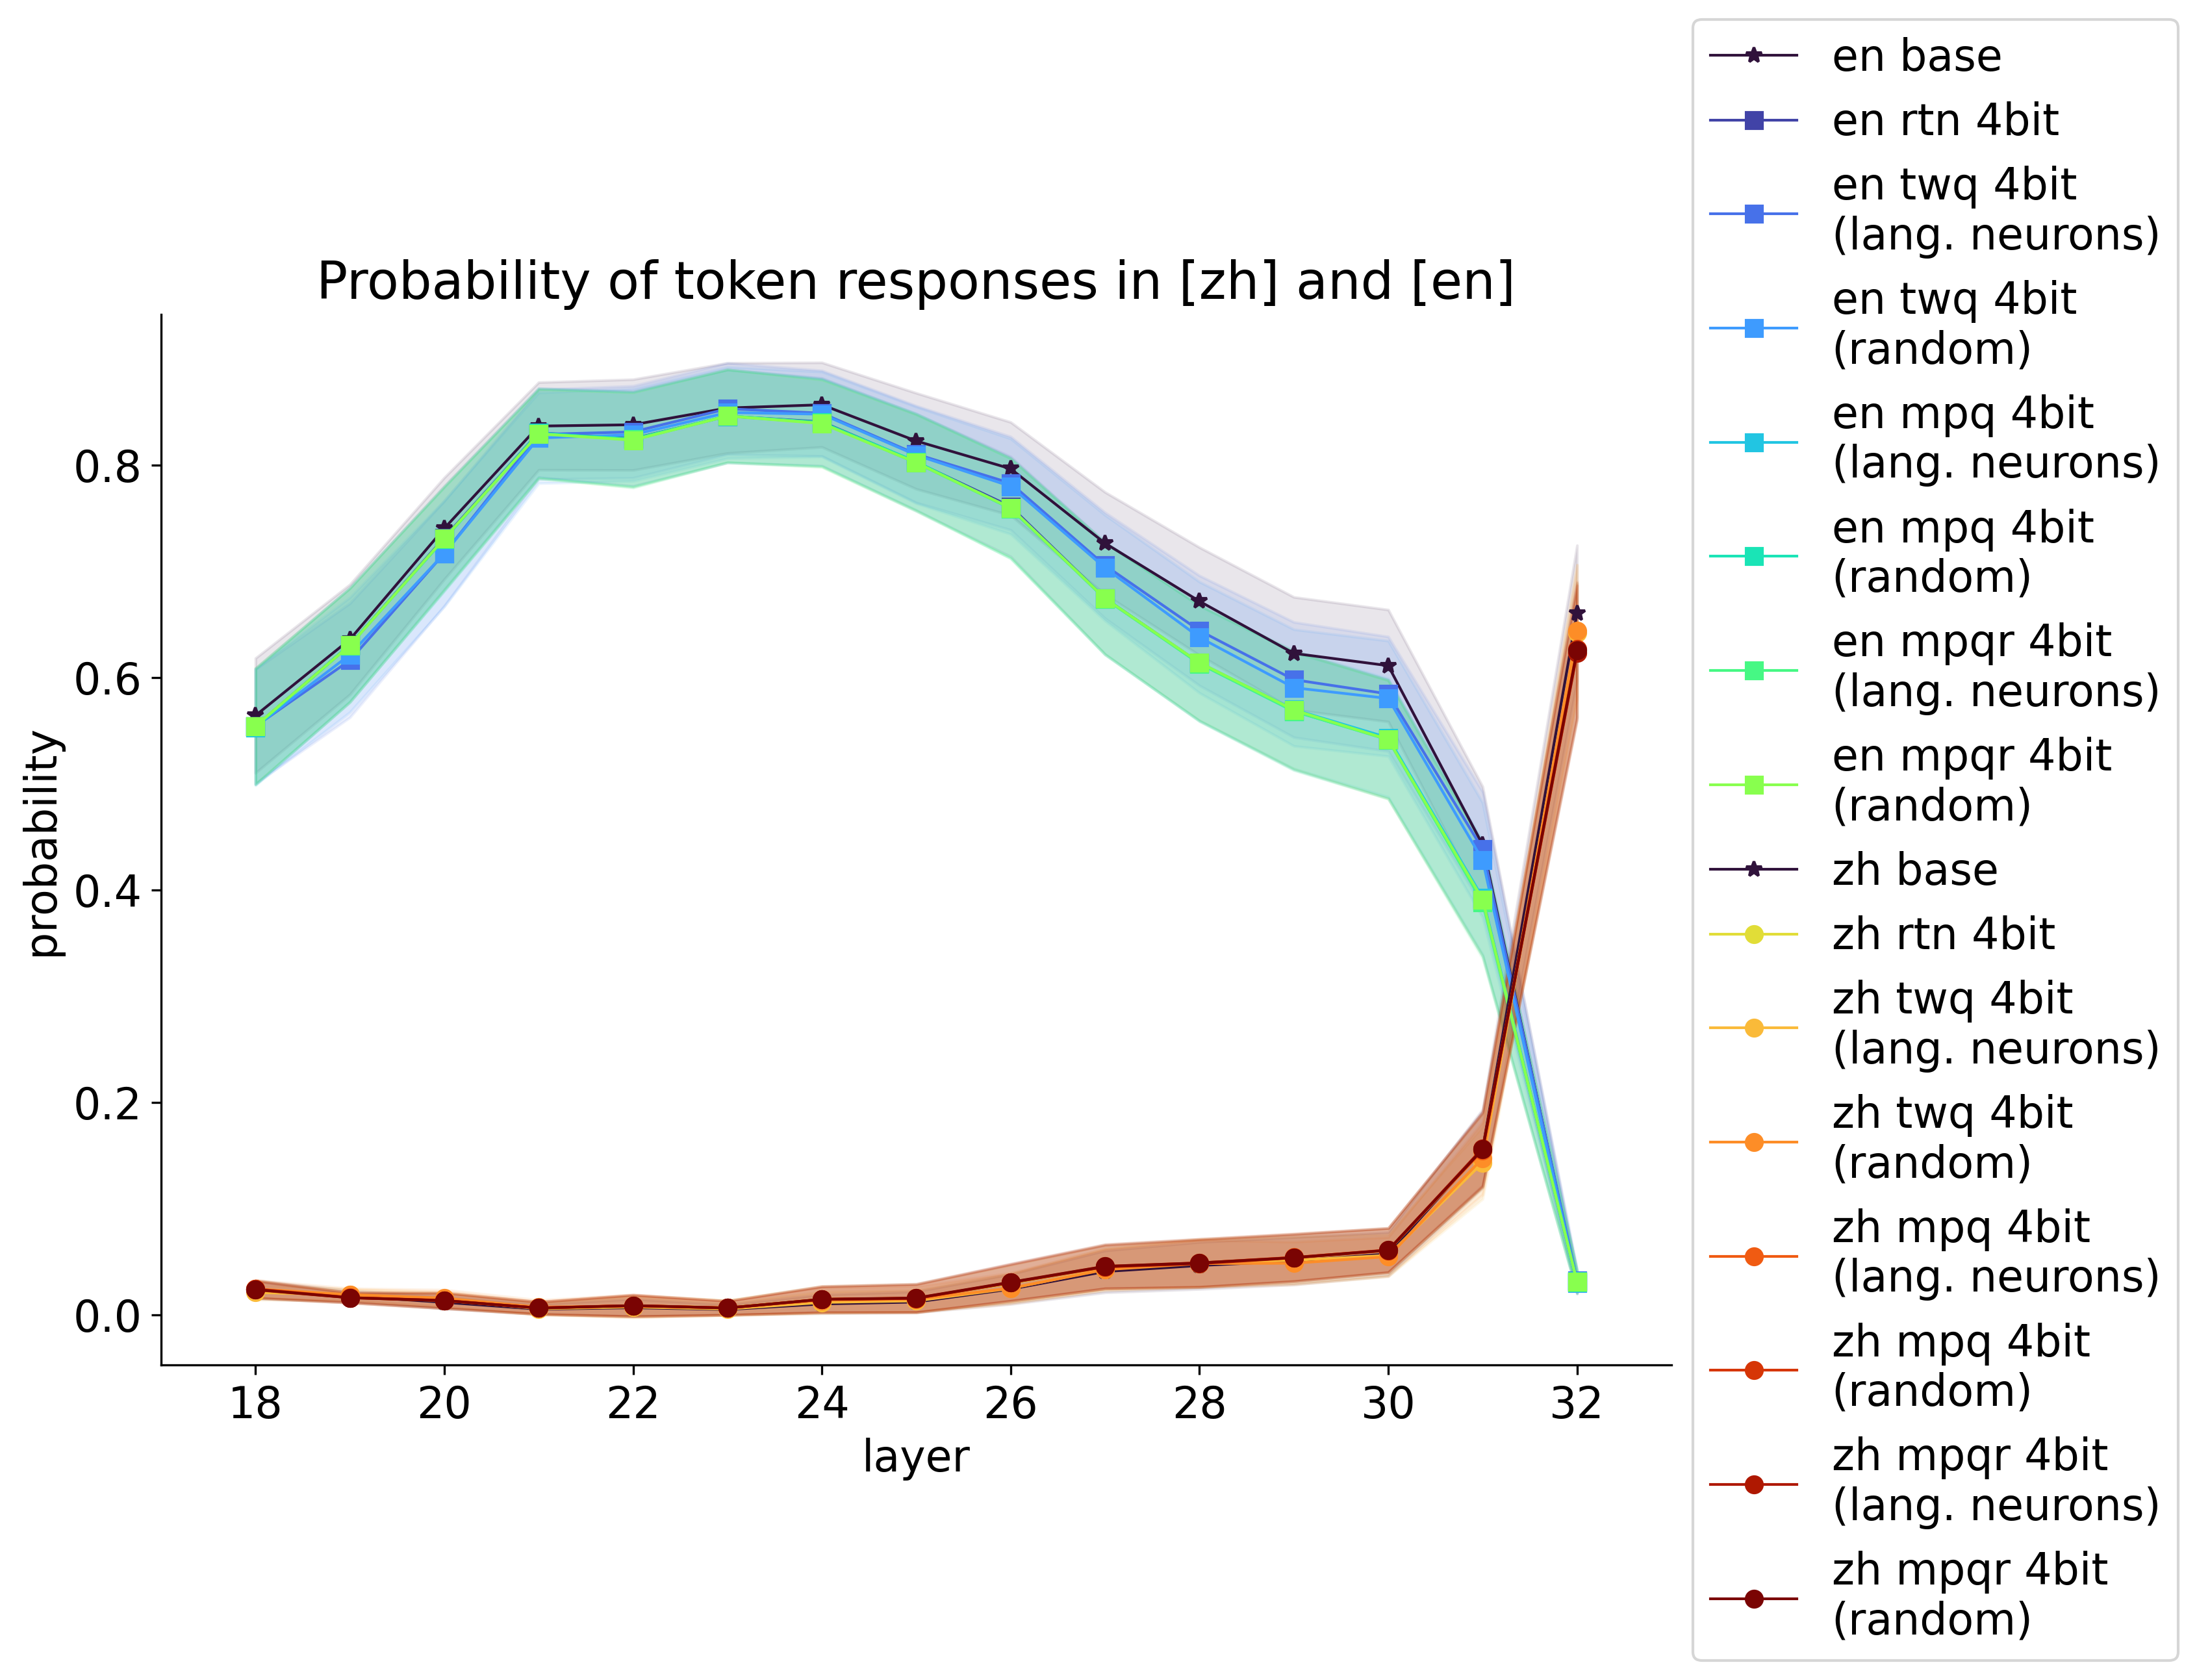 Probability of token responses in [zh] and [en]
probability
0.8
0.6
0.4
0.2
0.0
18 20 22 24 26 28 30 32
layer
en base
en rtn 4bit
en twq 4bit
(lang. neurons)
en twq 4bit
(random)
en mpq 4bit
(lang. neurons)
en mpq 4bit
(random)
en mpqr 4bit
(lang. neurons)
en mpqr 4bit
(random)
zh base
zh rtn 4bit
zh twq 4bit
(lang. neurons)
zh twq 4bit
(random)
zh mpq 4bit
(lang. neurons)
zh mpq 4bit
(random)
zh mpqr 4bit
(lang. neurons)
zh mpqr 4bit
(random)